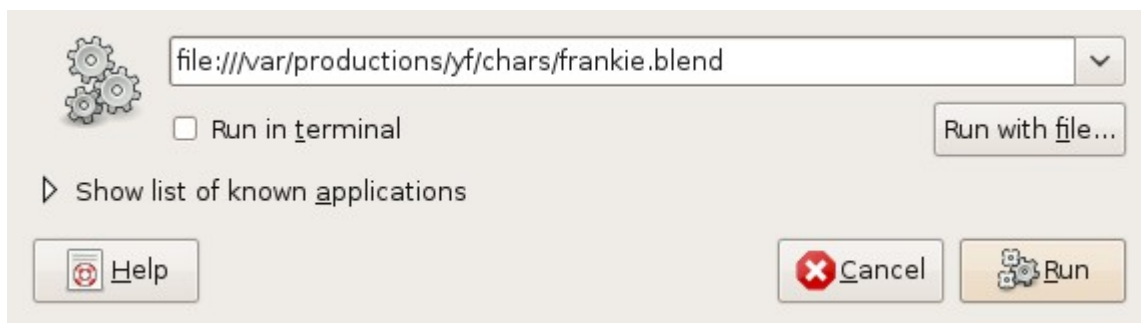 file:///var/productions/yf/chars/frankie.blend
Run in terminal
Run with file...
Show list of known applications
Help
Cancel
Run